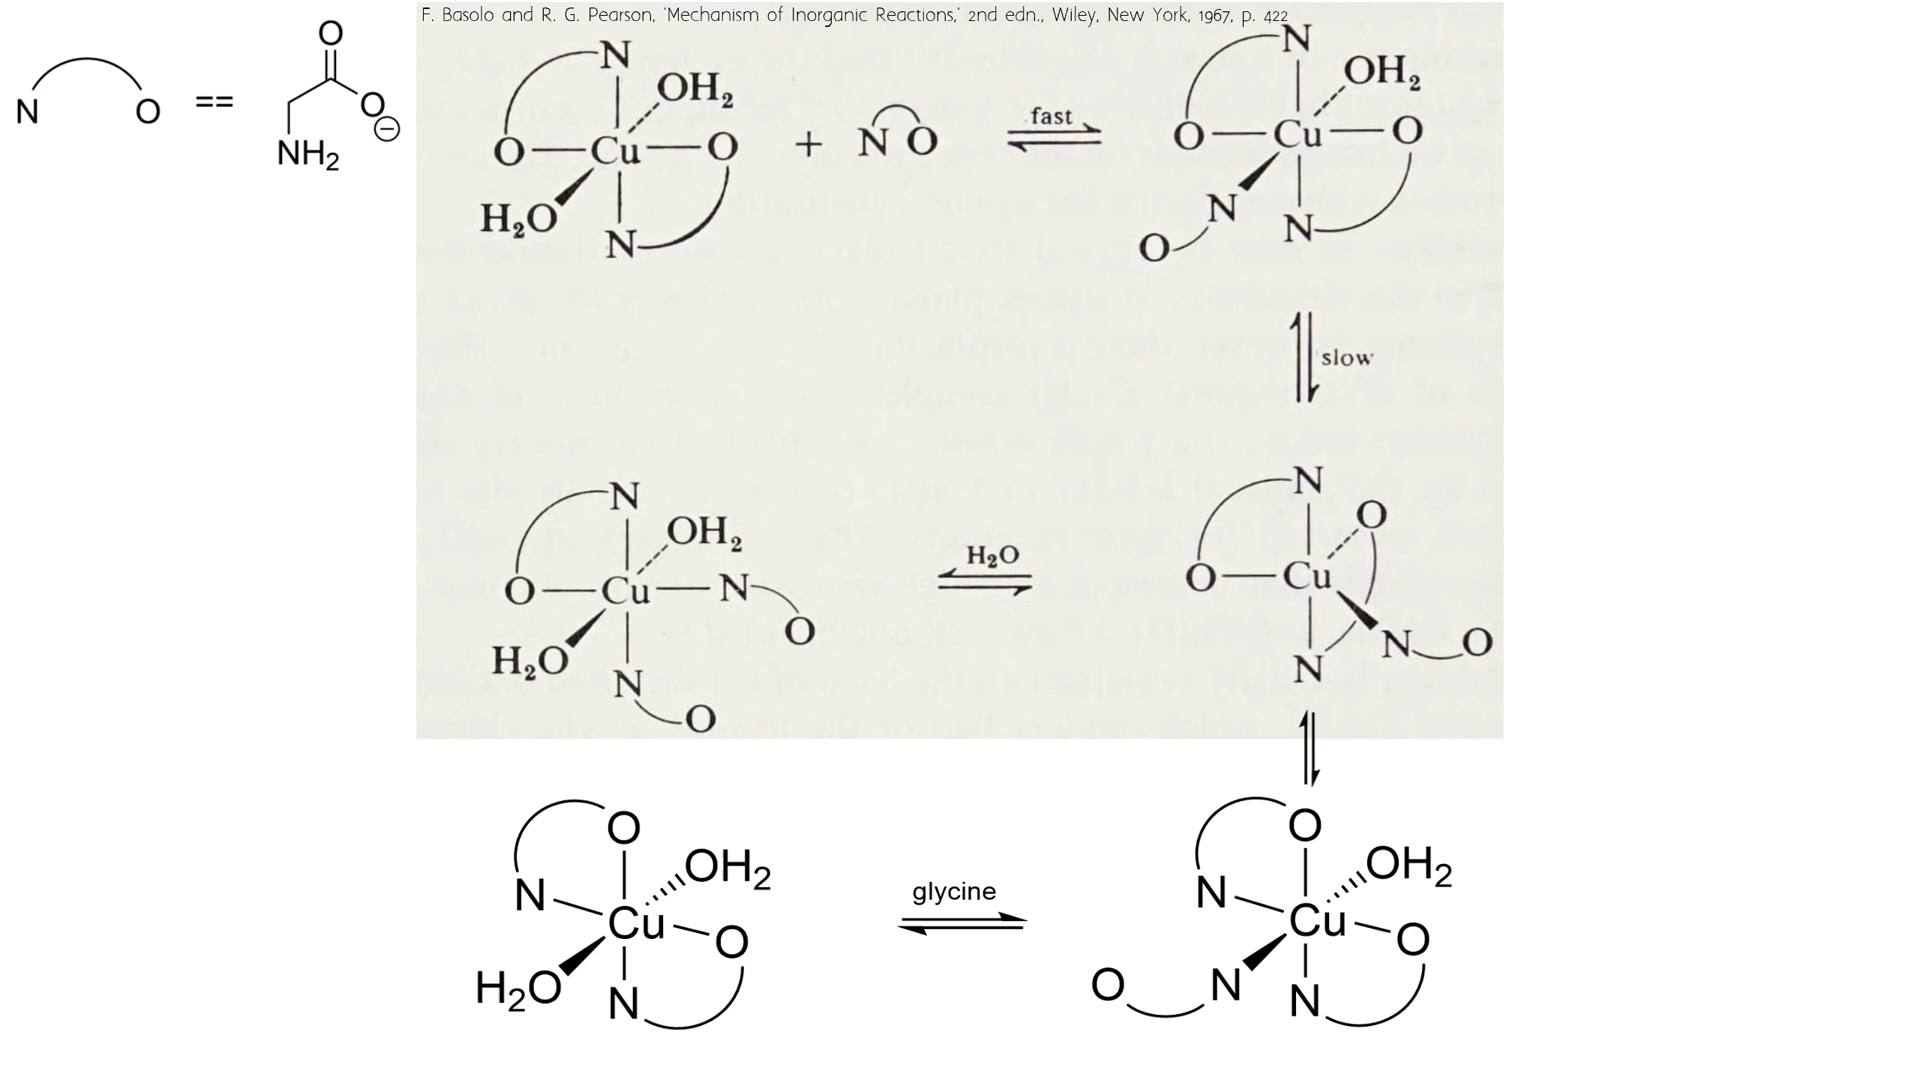 F. Basolo and R. G. Pearson, 'Mechanism of Inorganic Reactions,' 2nd edn., Wiley, New York, 1967, p. 422
N O == O O ⊖ NH₂
N OH₂ O Cu O H₂O N + N O fast N OH₂ O Cu O N O N
slow
N OH₂ O Cu N O H₂O N O H₂O N O O Cu N O N
O OH₂ N Cu O H₂O N glycine O OH₂ N Cu O O N N